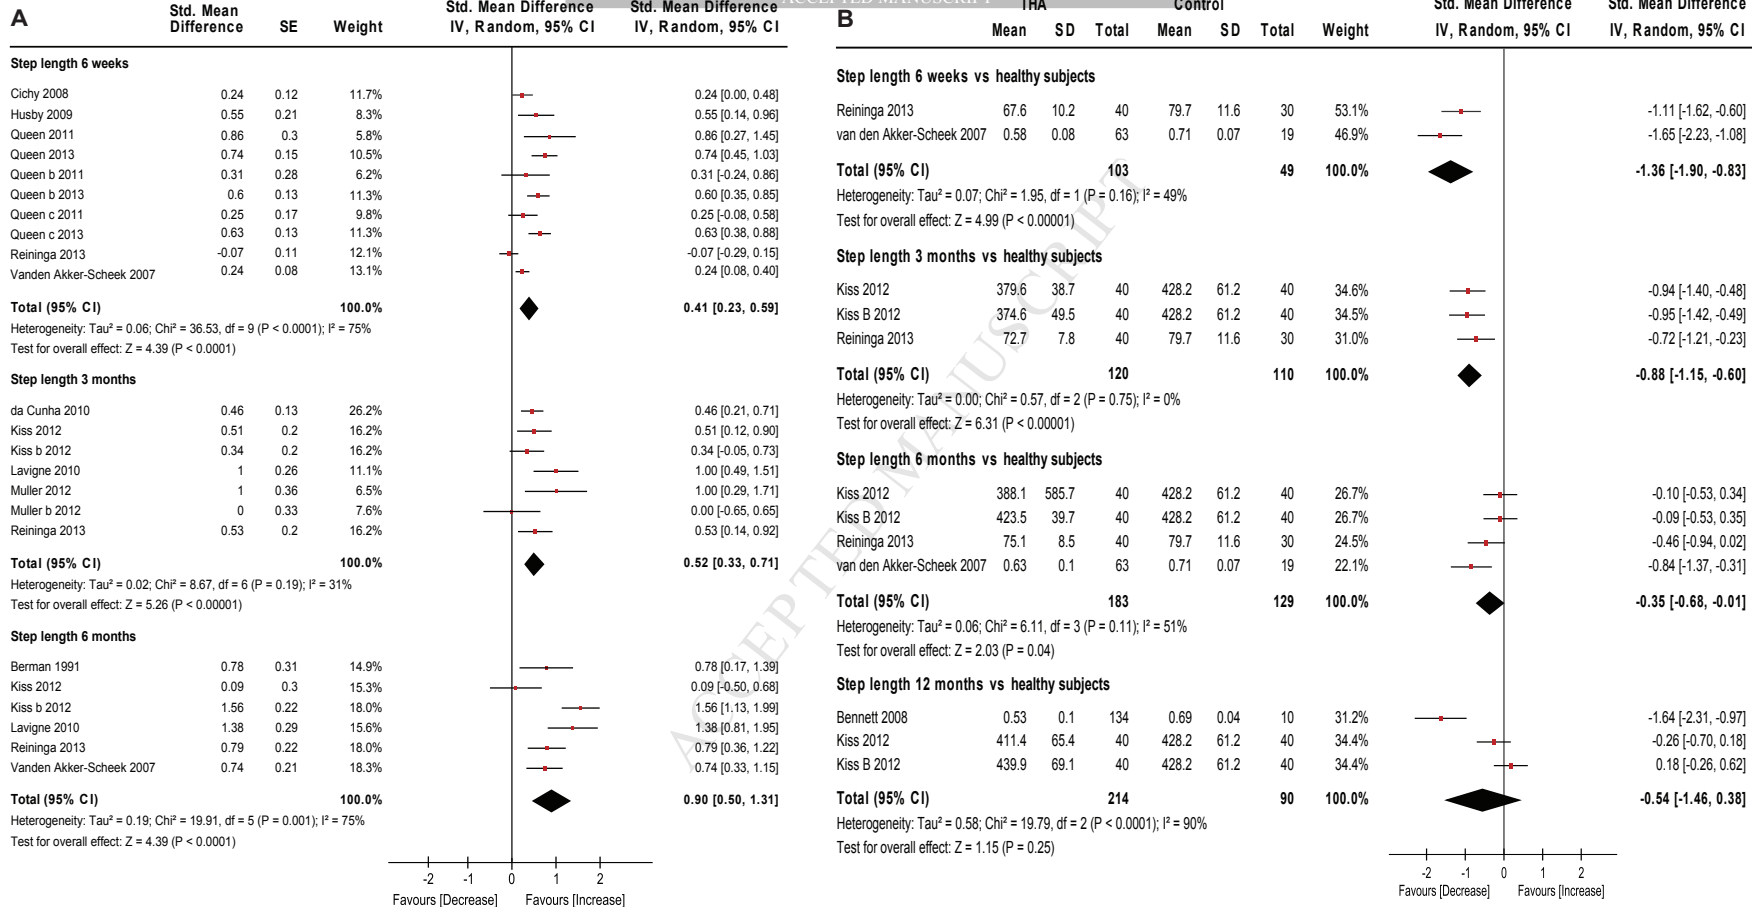 ACCEPTED MANUSCRIPT
A
Std. Mean Difference Std. Mean Difference Std. Mean Difference
Difference SE Weight IV, Random, 95% CI IV, Random, 95% CI
Step length 6 weeks
Cichy 2008 0.24 0.12 11.7% 0.24 [0.00, 0.48]
Husby 2009 0.55 0.21 8.3% 0.55 [0.14, 0.96]
Queen 2011 0.86 0.3 5.8% 0.86 [0.27, 1.45]
Queen 2013 0.74 0.15 10.5% 0.74 [0.45, 1.03]
Queen b 2011 0.31 0.28 6.2% 0.31 [-0.24, 0.86]
Queen b 2013 0.6 0.13 11.3% 0.60 [0.35, 0.85]
Queen c 2011 0.25 0.17 9.8% 0.25 [-0.08, 0.58]
Queen c 2013 0.63 0.13 11.3% 0.63 [0.38, 0.88]
Reininga 2013 -0.07 0.11 12.1% -0.07 [-0.29, 0.15]
Vanden Akker-Scheek 2007 0.24 0.08 13.1% 0.24 [0.08, 0.40]
Total (95% CI) 100.0% 0.41 [0.23, 0.59]
Heterogeneity: Tau² = 0.06; Chi² = 36.53, df = 9 (P < 0.0001); I² = 75%
Test for overall effect: Z = 4.39 (P < 0.0001)
Step length 3 months
da Cunha 2010 0.46 0.13 26.2% 0.46 [0.21, 0.71]
Kiss 2012 0.51 0.2 16.2% 0.51 [0.12, 0.90]
Kiss b 2012 0.34 0.2 16.2% 0.34 [-0.05, 0.73]
Lavigne 2010 1 0.26 11.1% 1.00 [0.49, 1.51]
Muller 2012 1 0.36 6.5% 1.00 [0.29, 1.71]
Muller b 2012 0 0.33 7.6% 0.00 [-0.65, 0.65]
Reininga 2013 0.53 0.2 16.2% 0.53 [0.14, 0.92]
Total (95% CI) 100.0% 0.52 [0.33, 0.71]
Heterogeneity: Tau² = 0.02; Chi² = 8.67, df = 6 (P = 0.19); I² = 31%
Test for overall effect: Z = 5.26 (P < 0.00001)
Step length 6 months
Berman 1991 0.78 0.31 14.9% 0.78 [0.17, 1.39]
Kiss 2012 0.09 0.3 15.3% 0.09 [-0.50, 0.68]
Kiss b 2012 1.56 0.22 18.0% 1.56 [1.13, 1.99]
Lavigne 2010 1.38 0.29 15.6% 1.38 [0.81, 1.95]
Reininga 2013 0.79 0.22 18.0% 0.79 [0.36, 1.22]
Vanden Akker-Scheek 2007 0.74 0.21 18.3% 0.74 [0.33, 1.15]
Total (95% CI) 100.0% 0.90 [0.50, 1.31]
Heterogeneity: Tau² = 0.19; Chi² = 19.91, df = 5 (P = 0.001); I² = 75%
Test for overall effect: Z = 4.39 (P < 0.0001)
-2 -1 0 1 2
Favours [Decrease] Favours [Increase]
B
THA Control Std. Mean Difference Std. Mean Difference
Mean SD Total Mean SD Total Weight IV, Random, 95% CI IV, Random, 95% CI
Step length 6 weeks vs healthy subjects
Reininga 2013 67.6 10.2 40 79.7 11.6 30 53.1% -1.11 [-1.62, -0.60]
van den Akker-Scheek 2007 0.58 0.08 63 0.71 0.07 19 46.9% -1.65 [-2.23, -1.08]
Total (95% CI) 103 49 100.0% -1.36 [-1.90, -0.83]
Heterogeneity: Tau² = 0.07; Chi² = 1.95, df = 1 (P = 0.16); I² = 49%
Test for overall effect: Z = 4.99 (P < 0.00001)
Step length 3 months vs healthy subjects
Kiss 2012 379.6 38.7 40 428.2 61.2 40 34.6% -0.94 [-1.40, -0.48]
Kiss B 2012 374.6 49.5 40 428.2 61.2 40 34.5% -0.95 [-1.42, -0.49]
Reininga 2013 72.7 7.8 40 79.7 11.6 30 31.0% -0.72 [-1.21, -0.23]
Total (95% CI) 120 110 100.0% -0.88 [-1.15, -0.60]
Heterogeneity: Tau² = 0.00; Chi² = 0.57, df = 2 (P = 0.75); I² = 0%
Test for overall effect: Z = 6.31 (P < 0.00001)
Step length 6 months vs healthy subjects
Kiss 2012 388.1 585.7 40 428.2 61.2 40 26.7% -0.10 [-0.53, 0.34]
Kiss B 2012 423.5 39.7 40 428.2 61.2 40 26.7% -0.09 [-0.53, 0.35]
Reininga 2013 75.1 8.5 40 79.7 11.6 30 24.5% -0.46 [-0.94, 0.02]
van den Akker-Scheek 2007 0.63 0.1 63 0.71 0.07 19 22.1% -0.84 [-1.37, -0.31]
Total (95% CI) 183 129 100.0% -0.35 [-0.68, -0.01]
Heterogeneity: Tau² = 0.06; Chi² = 6.11, df = 3 (P = 0.11); I² = 51%
Test for overall effect: Z = 2.03 (P = 0.04)
Step length 12 months vs healthy subjects
Bennett 2008 0.53 0.1 134 0.69 0.04 10 31.2% -1.64 [-2.31, -0.97]
Kiss 2012 411.4 65.4 40 428.2 61.2 40 34.4% -0.26 [-0.70, 0.18]
Kiss B 2012 439.9 69.1 40 428.2 61.2 40 34.4% 0.18 [-0.26, 0.62]
Total (95% CI) 214 90 100.0% -0.54 [-1.46, 0.38]
Heterogeneity: Tau² = 0.58; Chi² = 19.79, df = 2 (P < 0.0001); I² = 90%
Test for overall effect: Z = 1.15 (P = 0.25)
-2 -1 0 1 2
Favours [Decrease] Favours [Increase]
ACCEPTED MANUSCRIPT